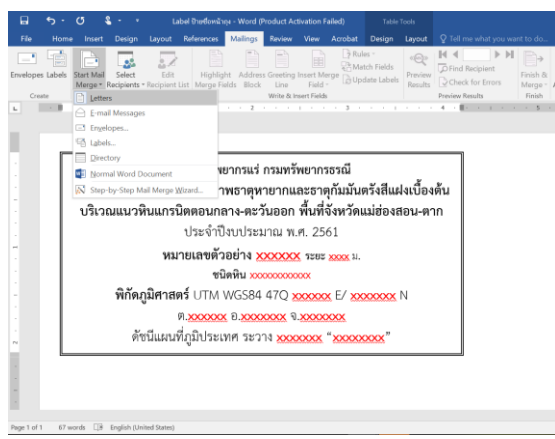 Label ป้ายชื่อหน้าถุง - Word (Product Activation Failed)
Table Tools
File Home Insert Design Layout References Mailings Review View Acrobat Design Layout Tell me what you want to do...
Envelopes Labels
Start Mail Merge
Select Recipients
Edit Recipient List
Highlight Merge Fields
Address Block
Greeting Line
Insert Merge Field
Rules
Match Fields
Update Labels
Preview Results
Find Recipient
Check for Errors
Finish & Merge
Create
Write & Insert Fields
Preview Results
Finish
Letters
E-mail Messages
Envelopes...
Labels...
Directory
Normal Word Document
Step-by-Step Mail Merge Wizard...
ยากรแร่ กรมทรัพยากรธรณี
าพธาตุหายากและธาตุกัมมันตรังสีแฝงเบื้องต้น
บริเวณแนวหินแกรนิตตอนกลาง-ตะวันออก พื้นที่จังหวัดแม่ฮ่องสอน-ตาก
ประจำปีงบประมาณ พ.ศ. 2561
หมายเลขตัวอย่าง xxxxxx ระยะ xxxx ม.
ชนิดหิน xxxxxxxxxxxx
พิกัดภูมิศาสตร์ UTM WGS84 47Q xxxxxx E/ xxxxxxx N
ต.xxxxxxx อ.xxxxxxxx จ.xxxxxxxx
ดัชนีแผนที่ภูมิประเทศ ระวาง xxxxxxx “xxxxxxxxx”
Page 1 of 1 67 words English (United States)